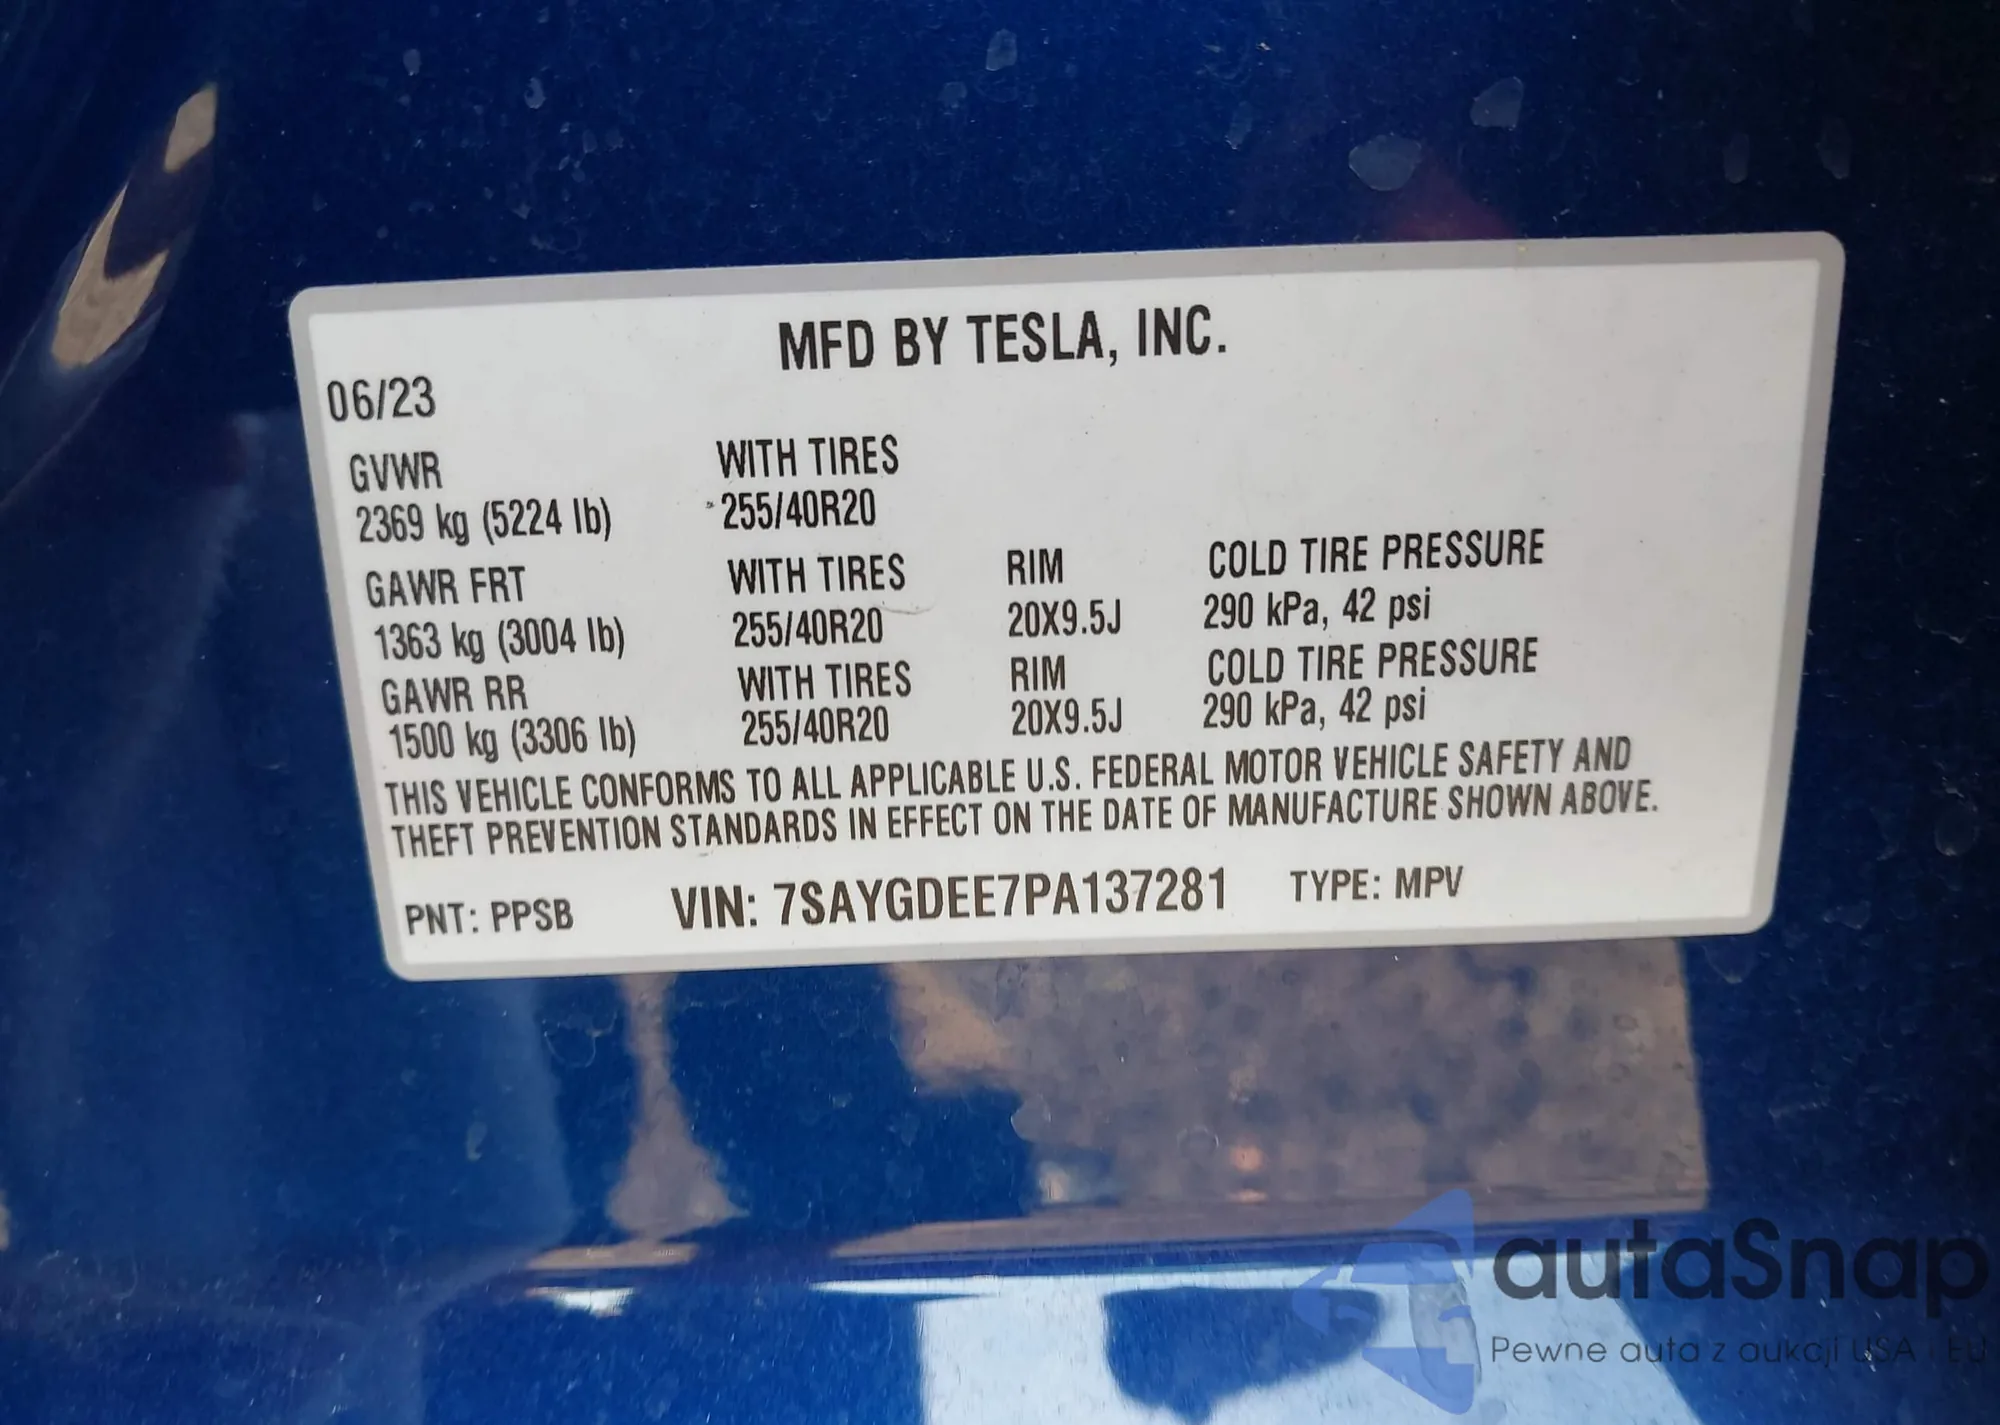 MFD BY TESLA, INC.
06/23
GVWR WITH TIRES
2369 kg (5224 lb) 255/40R20
GAWR FRT WITH TIRES RIM COLD TIRE PRESSURE
1363 kg (3004 lb) 255/40R20 20X9.5J 290 kPa, 42 psi
GAWR RR WITH TIRES RIM COLD TIRE PRESSURE
1500 kg (3306 lb) 255/40R20 20X9.5J 290 kPa, 42 psi
THIS VEHICLE CONFORMS TO ALL APPLICABLE U.S. FEDERAL MOTOR VEHICLE SAFETY AND
THEFT PREVENTION STANDARDS IN EFFECT ON THE DATE OF MANUFACTURE SHOWN ABOVE.
PNT: PPSB VIN: 7SAYGDEE7PA137281 TYPE: MPV
autaSnap
Pewne auta z aukcji USA i EU